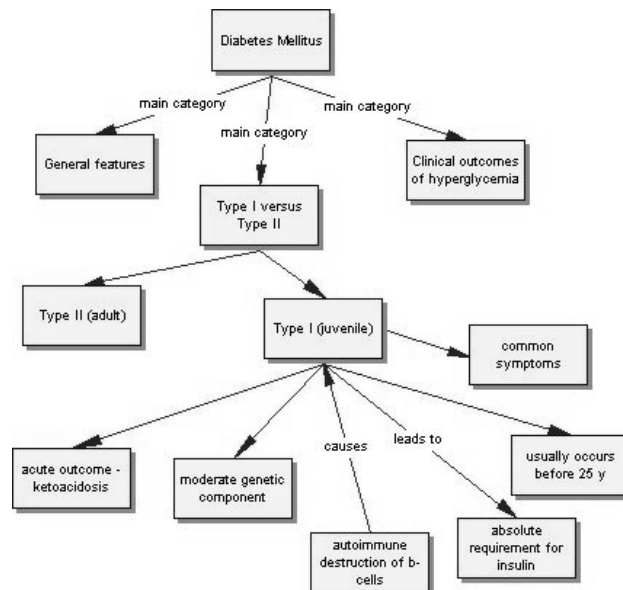 Diabetes Mellitus
main category
main category
main category
General features
Clinical outcomes
of hyperglycemia
Type I versus
Type II
Type II (adult)
Type I (juvenile)
common
symptoms
causes
leads to
acute outcome -
ketoacidosis
moderate genetic
component
usually occurs
before 25 y
autoimmune
destruction of b-
cells
absolute
requirement for
insulin